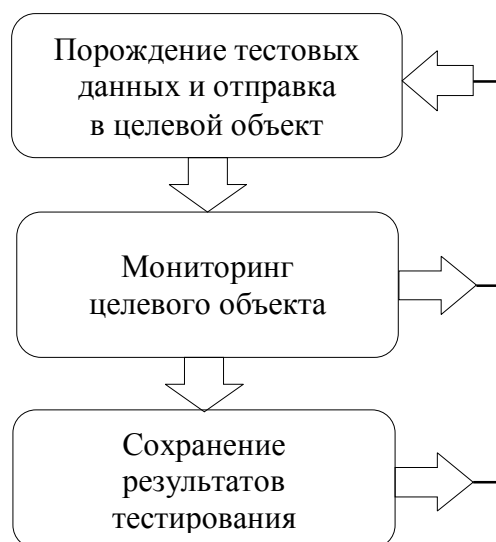 Порождение тестовых
данных и отправка
в целевой объект
Мониторинг
целевого объекта
Сохранение
результатов
тестирования